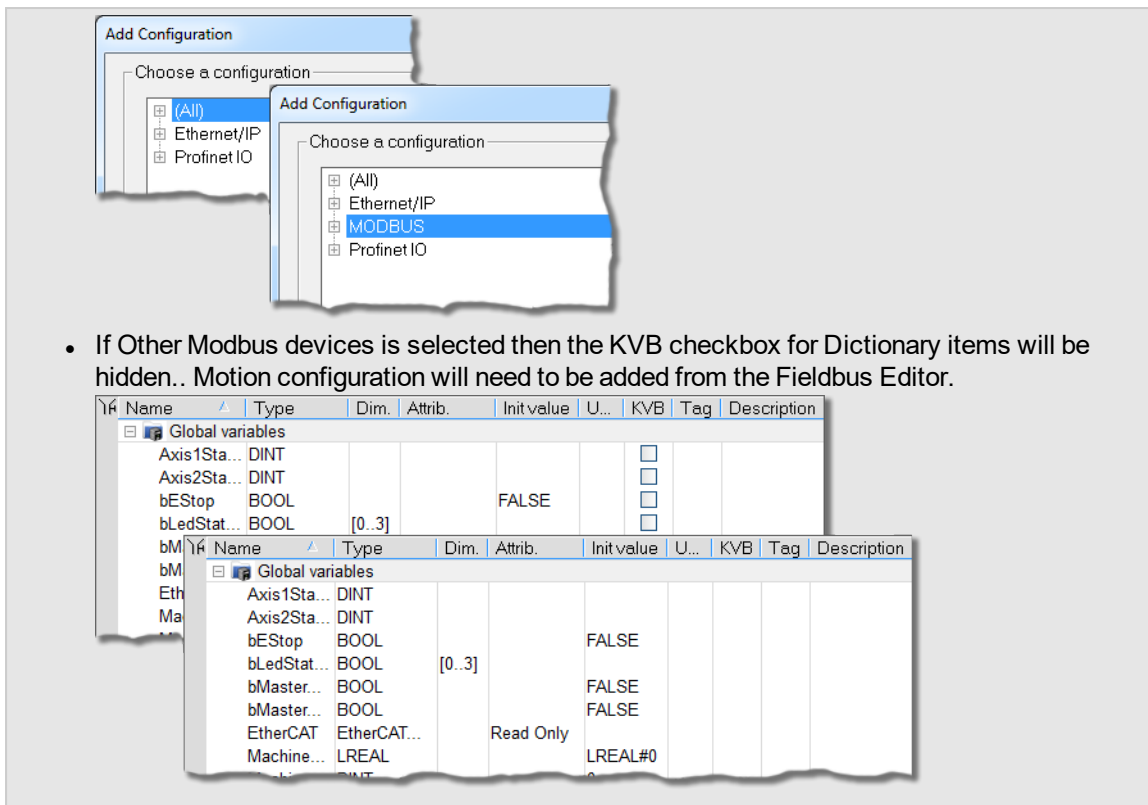 Add Configuration
Choose a configuration
(All)
Ethernet/IP
Profinet IO
Add Configuration
Choose a configuration
(All)
Ethernet/IP
MODBUS
Profinet IO
• If Other Modbus devices is selected then the KVB checkbox for Dictionary items will be
hidden.. Motion configuration will need to be added from the Fieldbus Editor.
Name Type Dim. Attrib. Init value U... KVB Tag Description
Global variables
Axis1Sta... DINT
Axis2Sta... DINT
bEStop BOOL FALSE
bLedStat... BOOL [0..3]
bM
bM
Eth
Ma
Name Type Dim. Attrib. Init value U... KVB Tag Description
Global variables
Axis1Sta... DINT
Axis2Sta... DINT
bEStop BOOL FALSE
bLedStat... BOOL [0..3]
bMaster... BOOL FALSE
bMaster... BOOL FALSE
EtherCAT EtherCAT... Read Only
Machine... LREAL LREAL#0